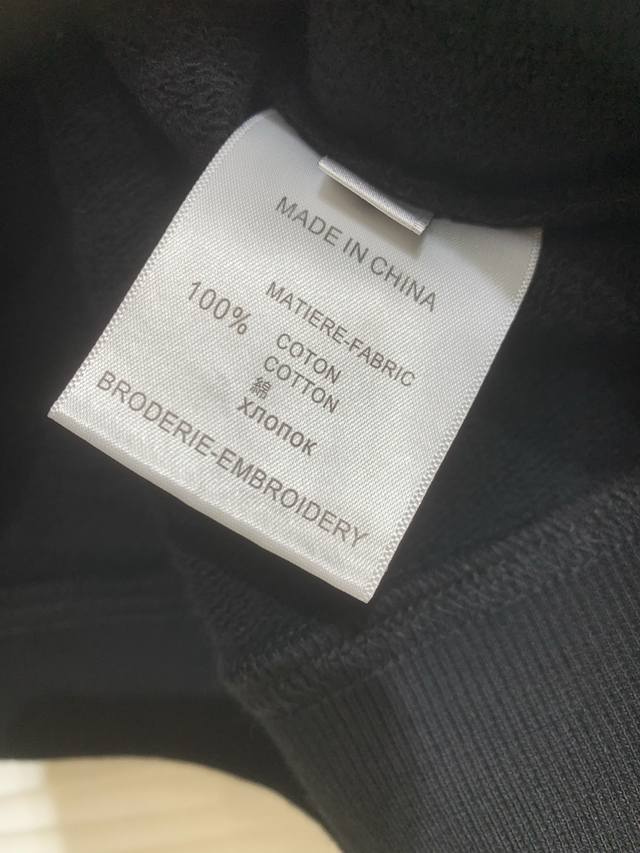 MADE IN CHINA
MATIERE-FABRIC
100% COTON
COTTON
綿
хлопок
BRODERIE-EMBROIDERY